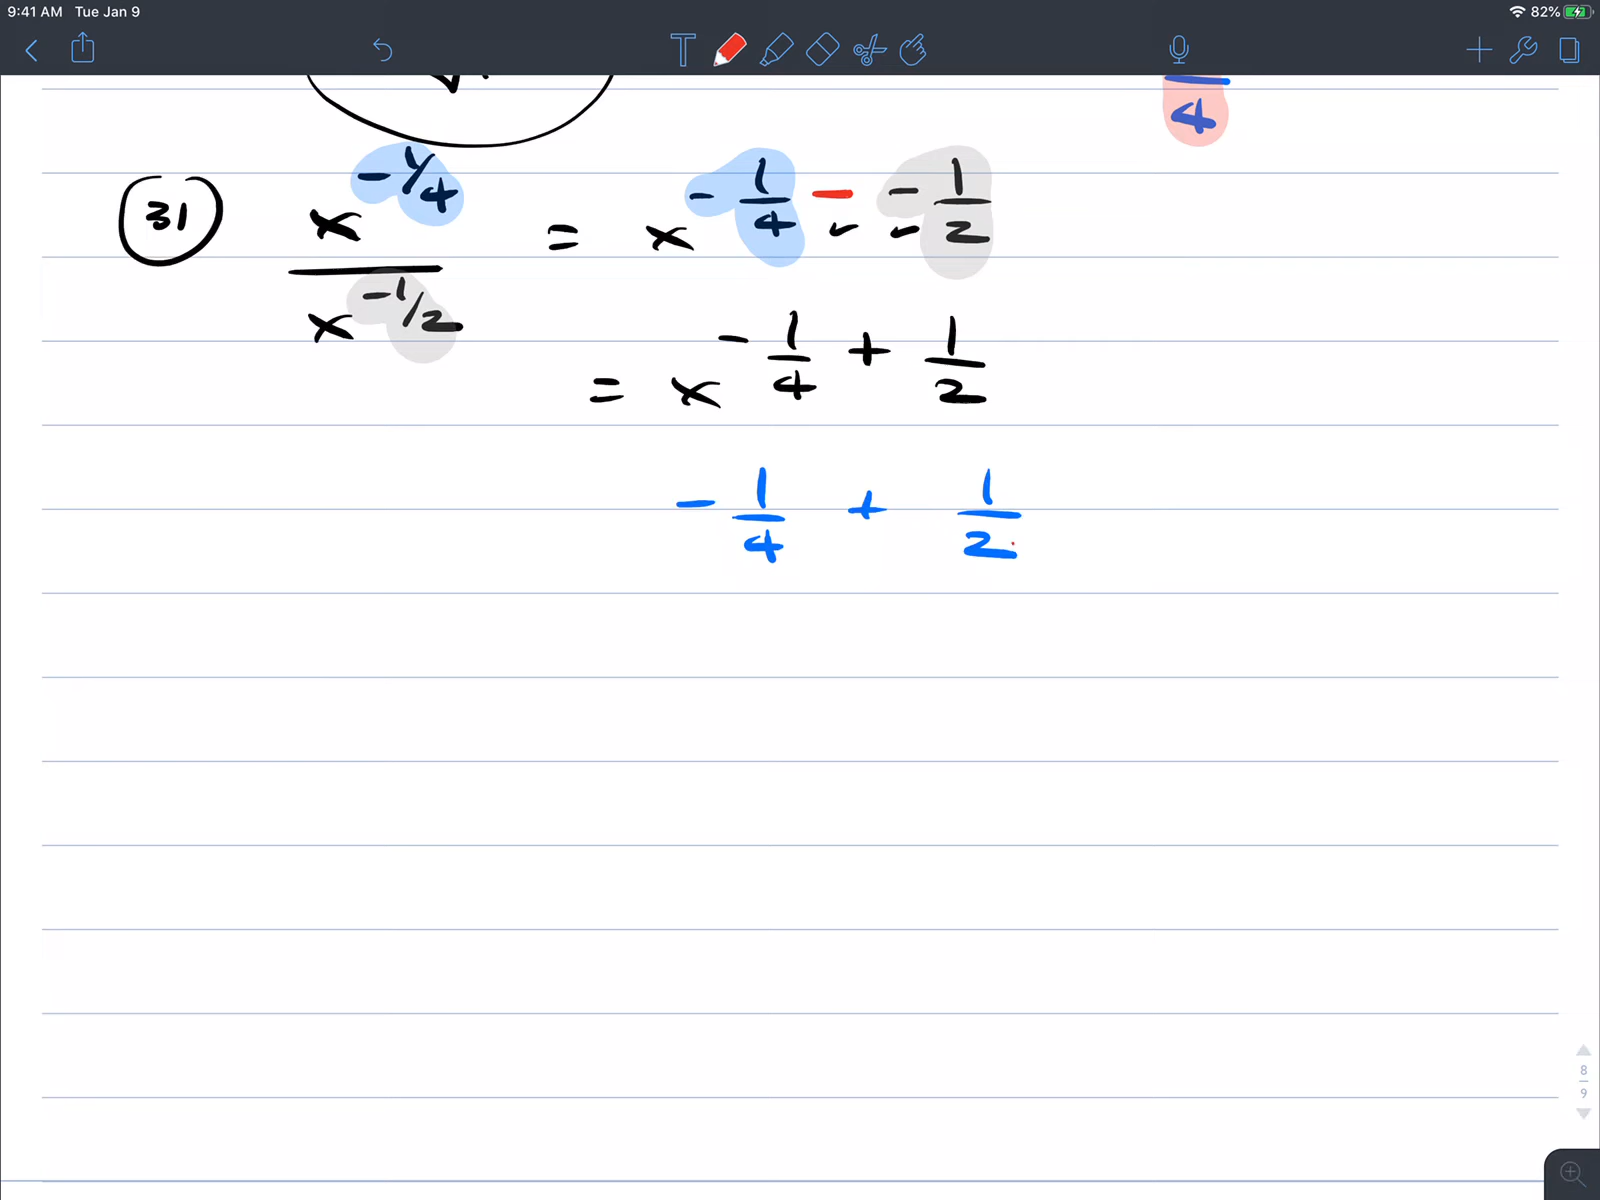 9:41 AM Tue Jan 9 82%
T
4
31 x^{-1/4} / x^{-1/2} = x^{-1/4 - -1/2}
= x^{-1/4 + 1/2}
-1/4 + 1/2
8
9